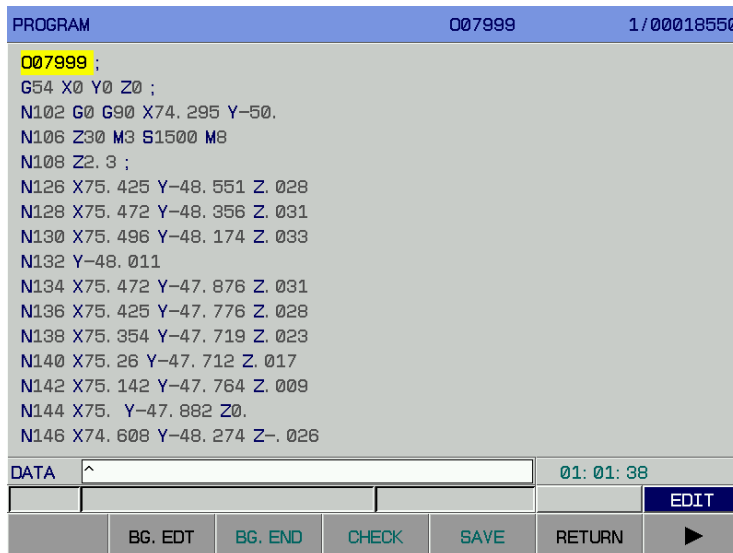 PROGRAM O07999 1/00018550
O07999 ;
G54 X0 Y0 Z0 ;
N102 G0 G90 X74.295 Y-50.
N106 Z30 M3 S1500 M8
N108 Z2.3 ;
N126 X75.425 Y-48.551 Z.028
N128 X75.472 Y-48.356 Z.031
N130 X75.496 Y-48.174 Z.033
N132 Y-48.011
N134 X75.472 Y-47.876 Z.031
N136 X75.425 Y-47.776 Z.028
N138 X75.354 Y-47.719 Z.023
N140 X75.26 Y-47.712 Z.017
N142 X75.142 Y-47.764 Z.009
N144 X75. Y-47.882 Z0.
N146 X74.608 Y-48.274 Z-.026
DATA ^ 01:01:38
EDIT
BG.EDT BG.END CHECK SAVE RETURN ▶